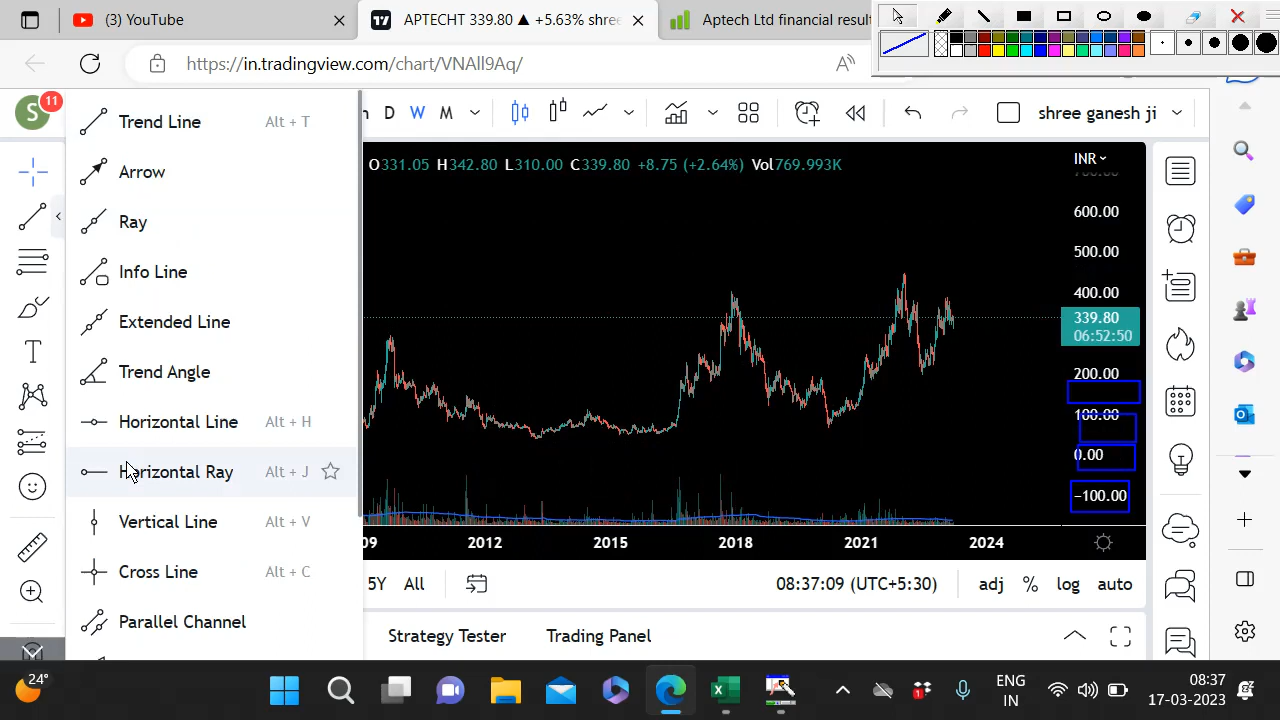 (3) YouTube
APTECHT 339.80 ▲ +5.63% shre
Aptech Ltd financial resul
https://in.tradingview.com/chart/VNAll9Aq/
S
11
Trend Line Alt + T
Arrow
Ray
Info Line
Extended Line
Trend Angle
Horizontal Line Alt + H
Horizontal Ray Alt + J
Vertical Line Alt + V
Cross Line Alt + C
Parallel Channel
D W M
shree ganesh ji
O331.05 H342.80 L310.00 C339.80 +8.75 (+2.64%) Vol769.993K
INR
600.00
500.00
400.00
339.80
06:52:50
200.00
100.00
0.00
−100.00
09 2012 2015 2018 2021 2024
5Y All
08:37:09 (UTC+5:30)
adj % log auto
Strategy Tester
Trading Panel
24°
1
ENG
IN
08:37
17-03-2023